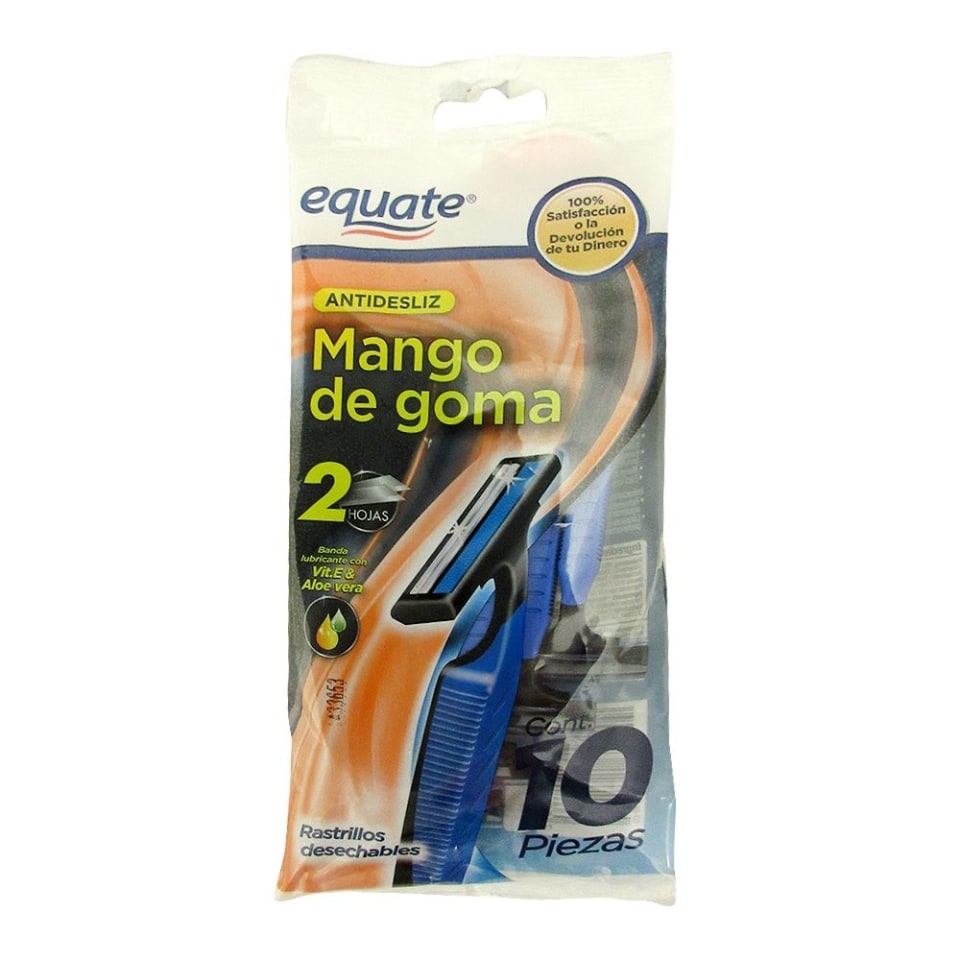 equate®
100%
Satisfacción
o la
Devolución
de tu Dinero
ANTIDESLIZ
Mango
de goma
2
HOJAS
Banda
lubricante con
Vit.E &
Aloe vera
Cont.
10
Piezas
Rastrillos
desechables